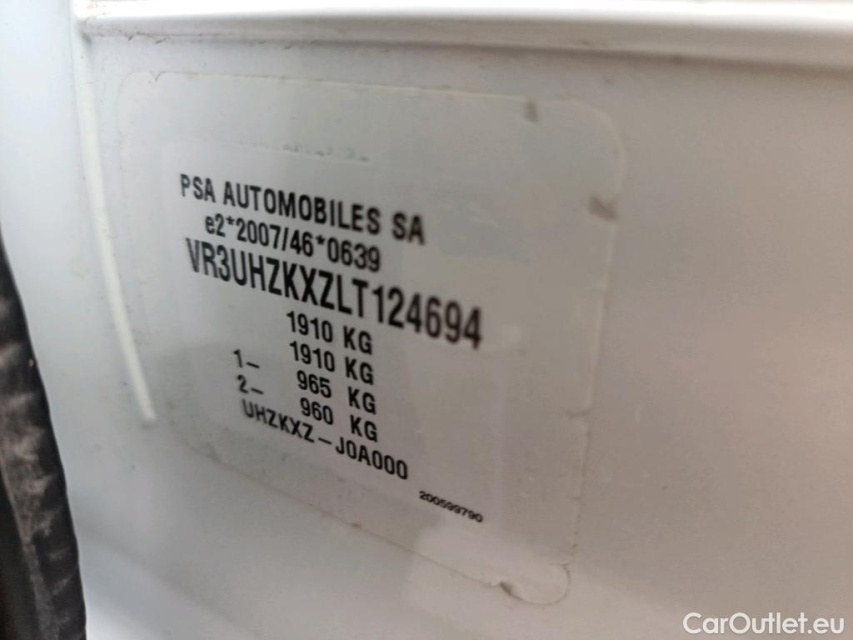 PSA AUTOMOBILES SA
e2*2007/46*0639
VR3UHZKXZLT124694
1910 KG
1910 KG
1– 965 KG
2– 960 KG
UHZKXZ–J0A000
200599790
CarOutlet.eu